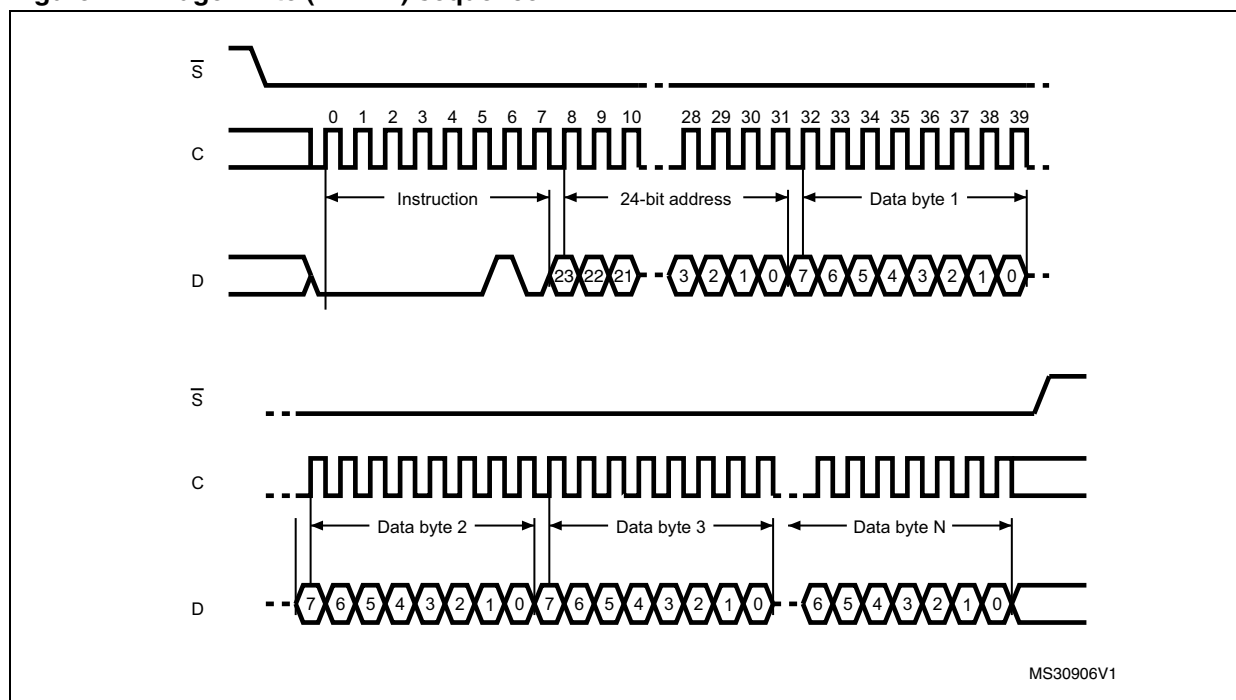 S
0 1 2 3 4 5 6 7 8 9 10 28 29 30 31 32 33 34 35 36 37 38 39
C
Instruction 24-bit address Data byte 1
D 23 22 21 3 2 1 0 7 6 5 4 3 2 1 0
S
C
Data byte 2 Data byte 3 Data byte N
D 7 6 5 4 3 2 1 0 7 6 5 4 3 2 1 0 6 5 4 3 2 1 0
MS30906V1